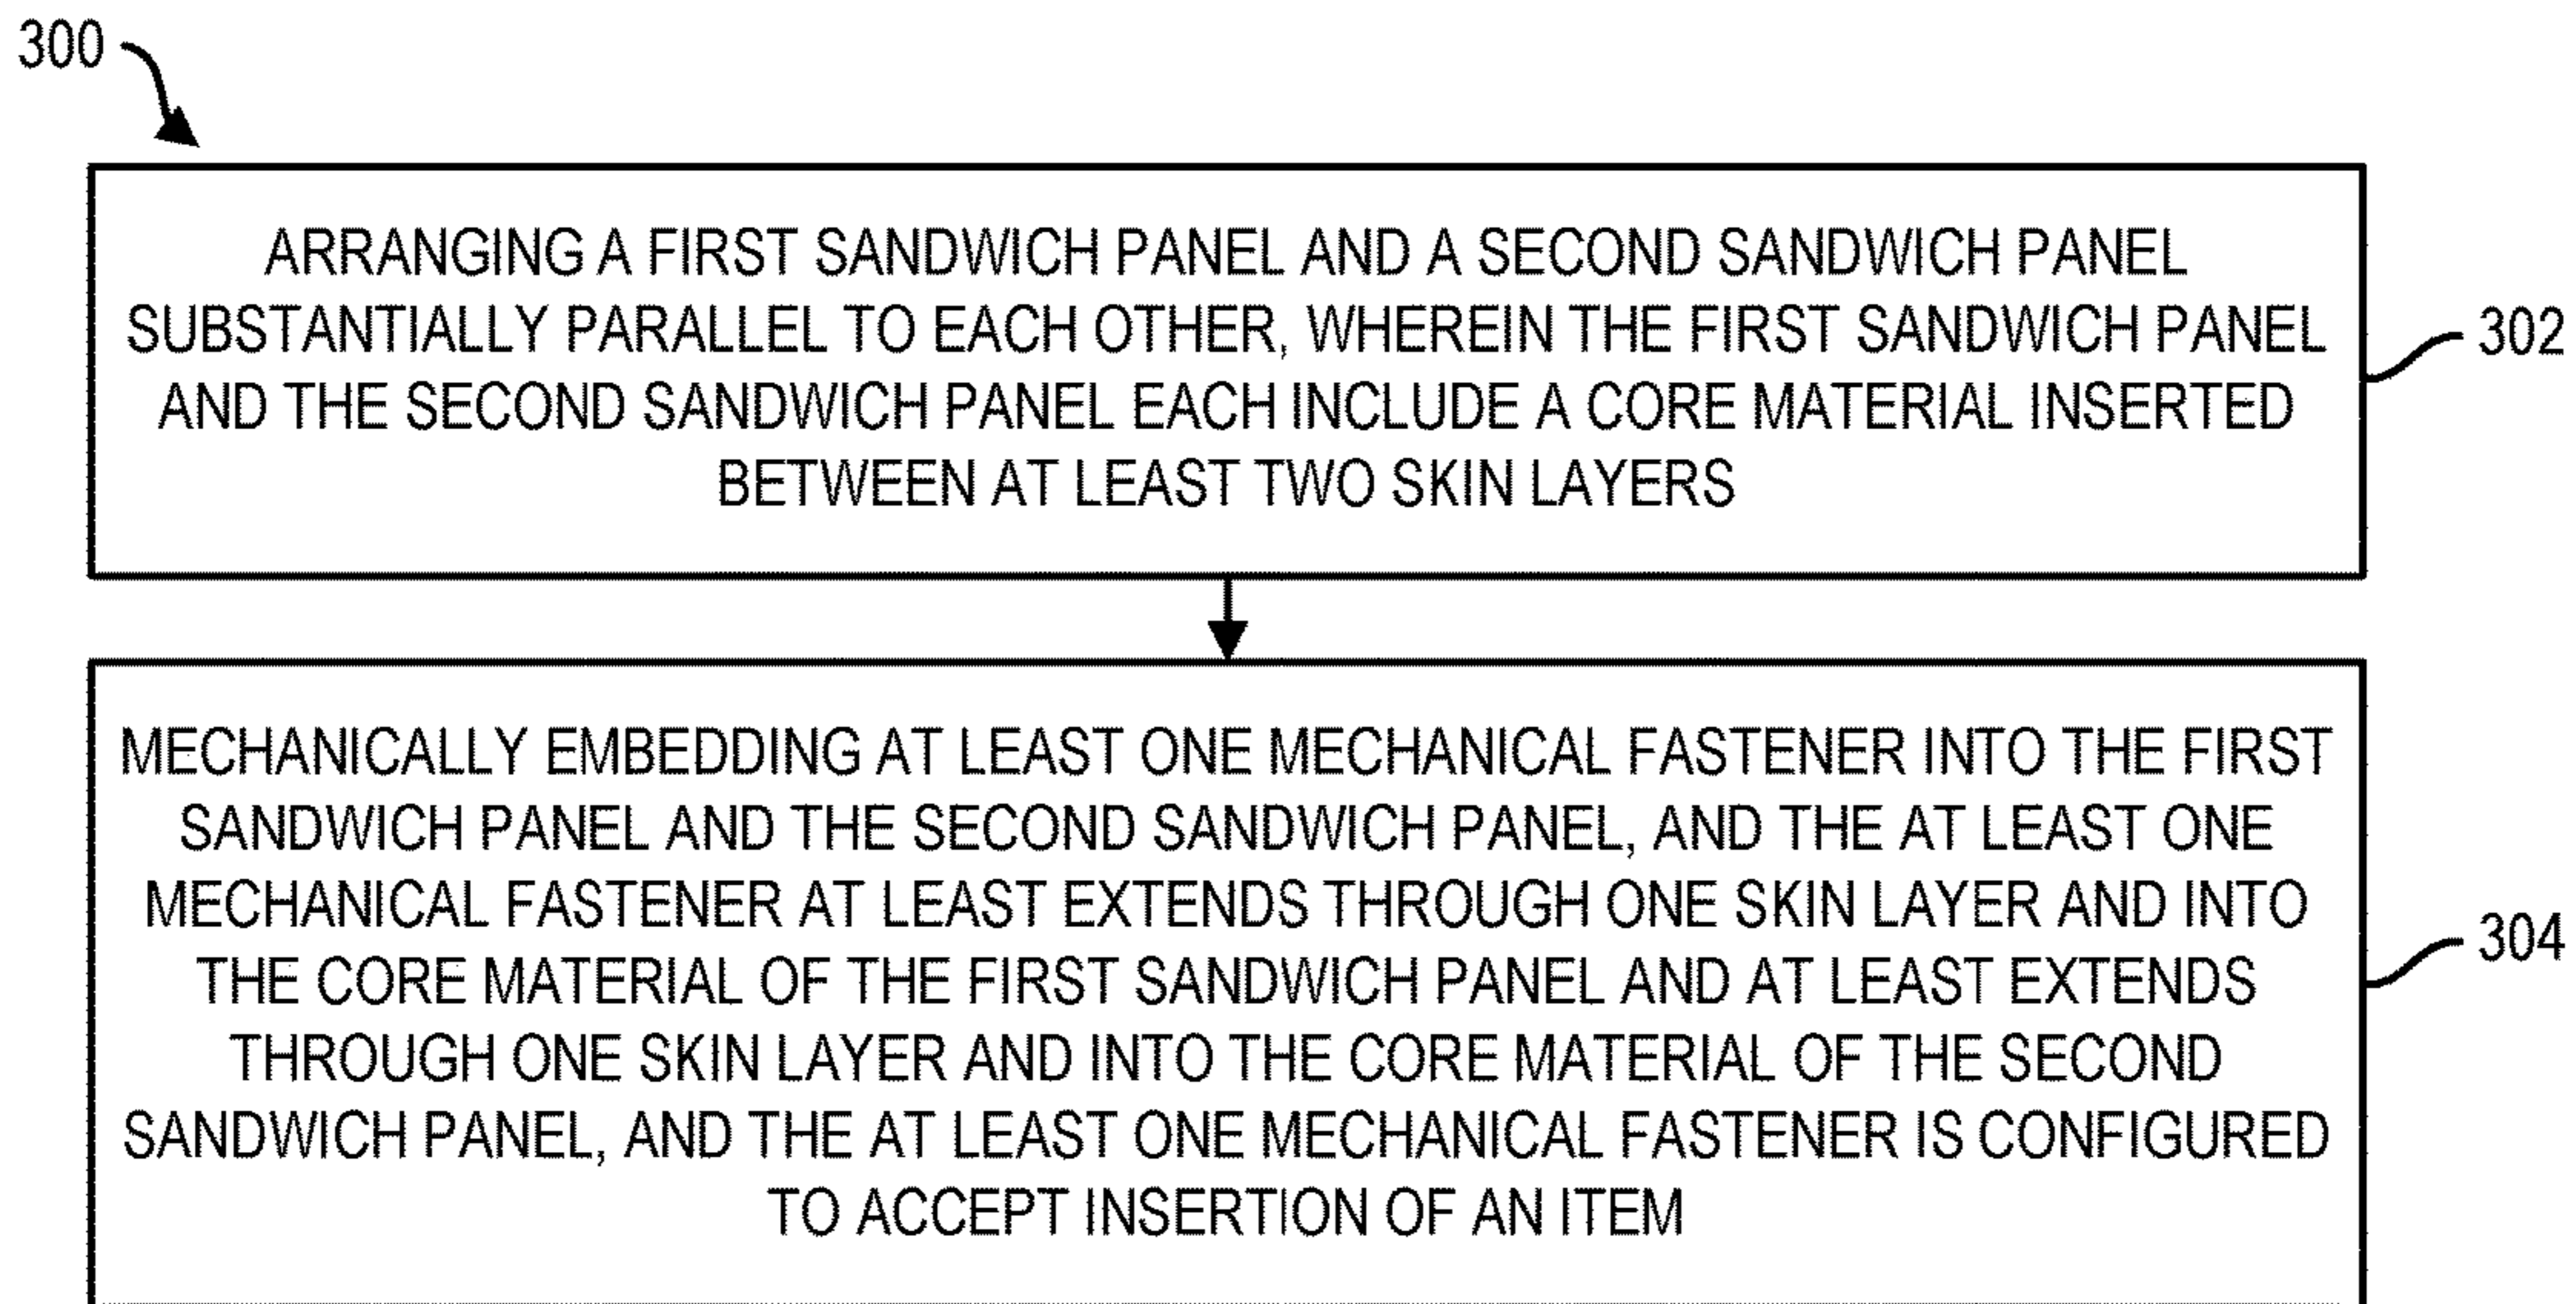 300
ARRANGING A FIRST SANDWICH PANEL AND A SECOND SANDWICH PANEL
SUBSTANTIALLY PARALLEL TO EACH OTHER, WHEREIN THE FIRST SANDWICH PANEL
AND THE SECOND SANDWICH PANEL EACH INCLUDE A CORE MATERIAL INSERTED
BETWEEN AT LEAST TWO SKIN LAYERS
302
MECHANICALLY EMBEDDING AT LEAST ONE MECHANICAL FASTENER INTO THE FIRST
SANDWICH PANEL AND THE SECOND SANDWICH PANEL, AND THE AT LEAST ONE
MECHANICAL FASTENER AT LEAST EXTENDS THROUGH ONE SKIN LAYER AND INTO
THE CORE MATERIAL OF THE FIRST SANDWICH PANEL AND AT LEAST EXTENDS
THROUGH ONE SKIN LAYER AND INTO THE CORE MATERIAL OF THE SECOND
SANDWICH PANEL, AND THE AT LEAST ONE MECHANICAL FASTENER IS CONFIGURED
TO ACCEPT INSERTION OF AN ITEM
304